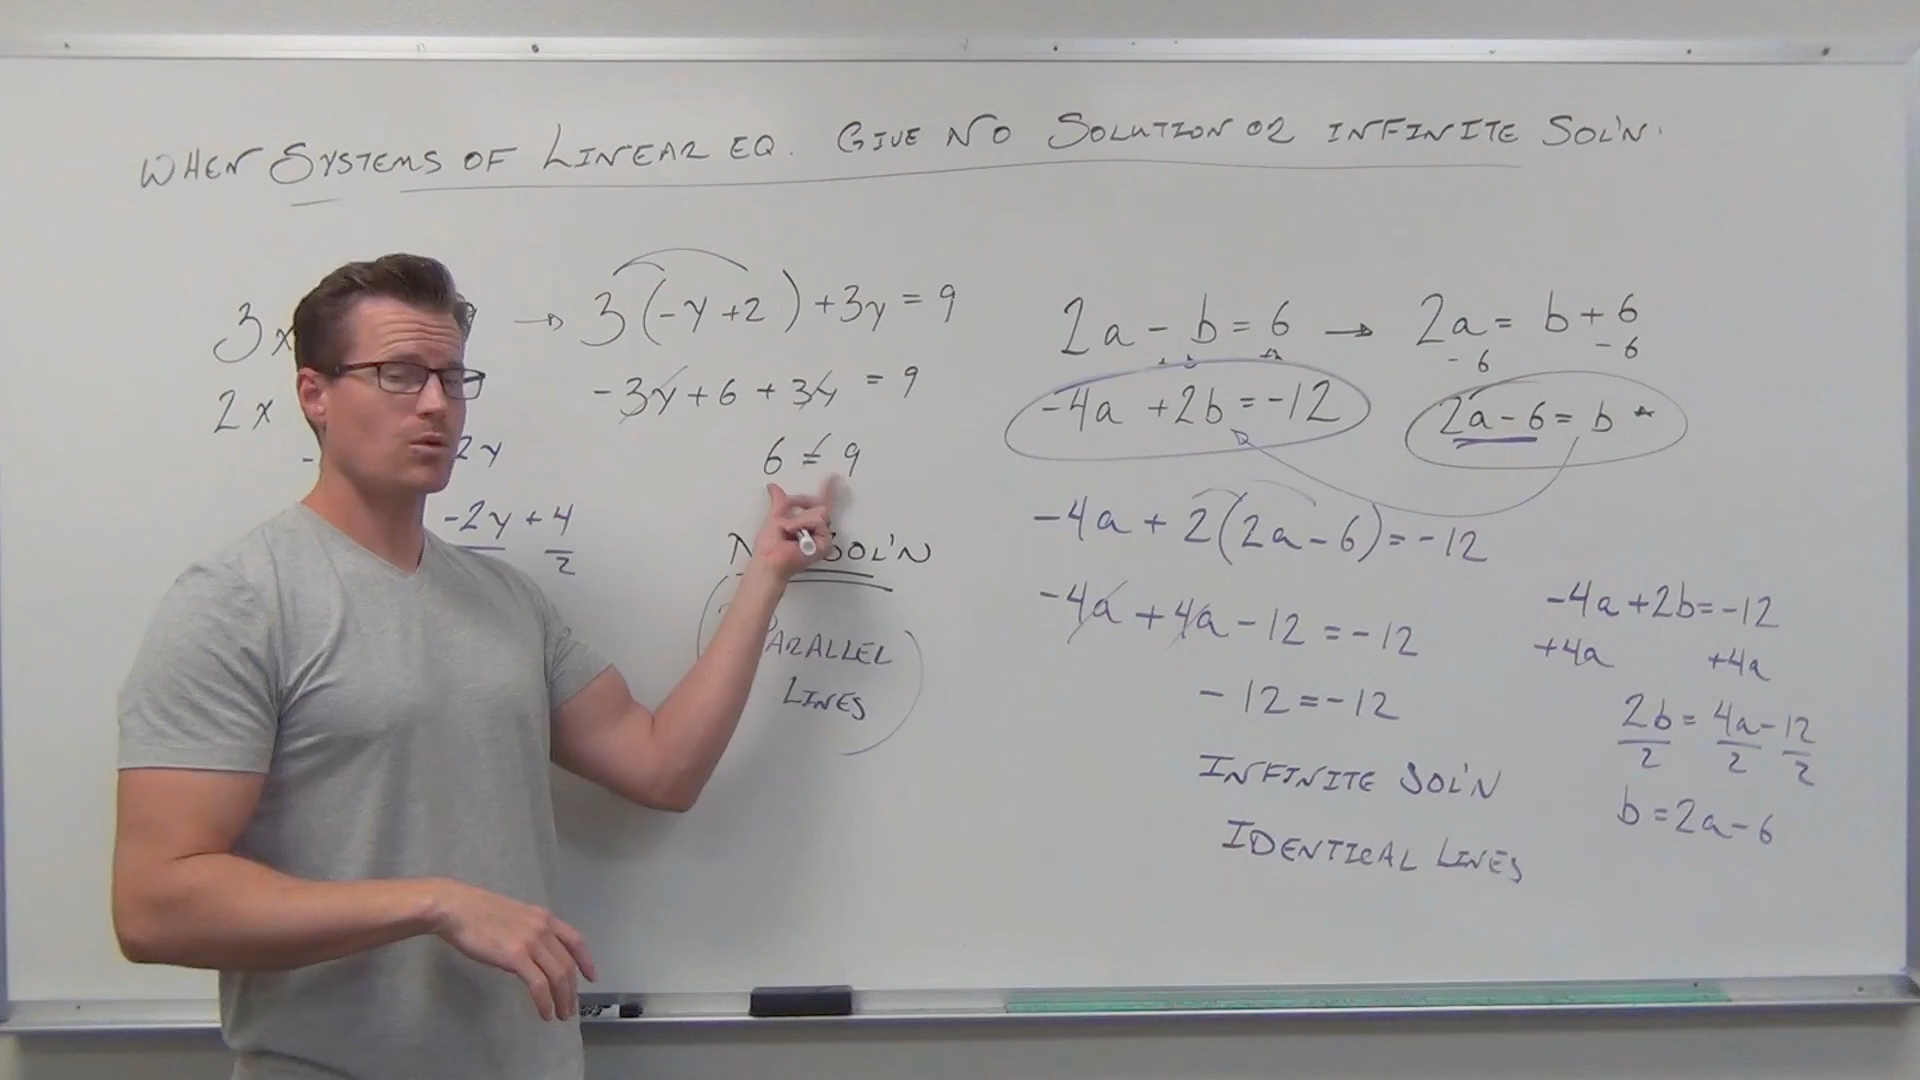 WHEN SYSTEMS OF LINEAR EQ. GIVE NO SOLUTION OR INFINITE SOL'N.
3x
2x
2y
-2y + 4
2
→ 3(-y+2) + 3y = 9
-3y + 6 + 3y = 9
6 ≠ 9
SOL'N
PARALLEL
LINES
2a - b = 6 → 2a = b + 6
-6 -6
-4a + 2b = -12
2a - 6 = b *
-4a + 2(2a - 6) = -12
-4a + 4a - 12 = -12
-12 = -12
INFINITE SOL'N
IDENTICAL LINES
-4a + 2b = -12
+4a +4a
2b = 4a - 12
2 2 2
b = 2a - 6